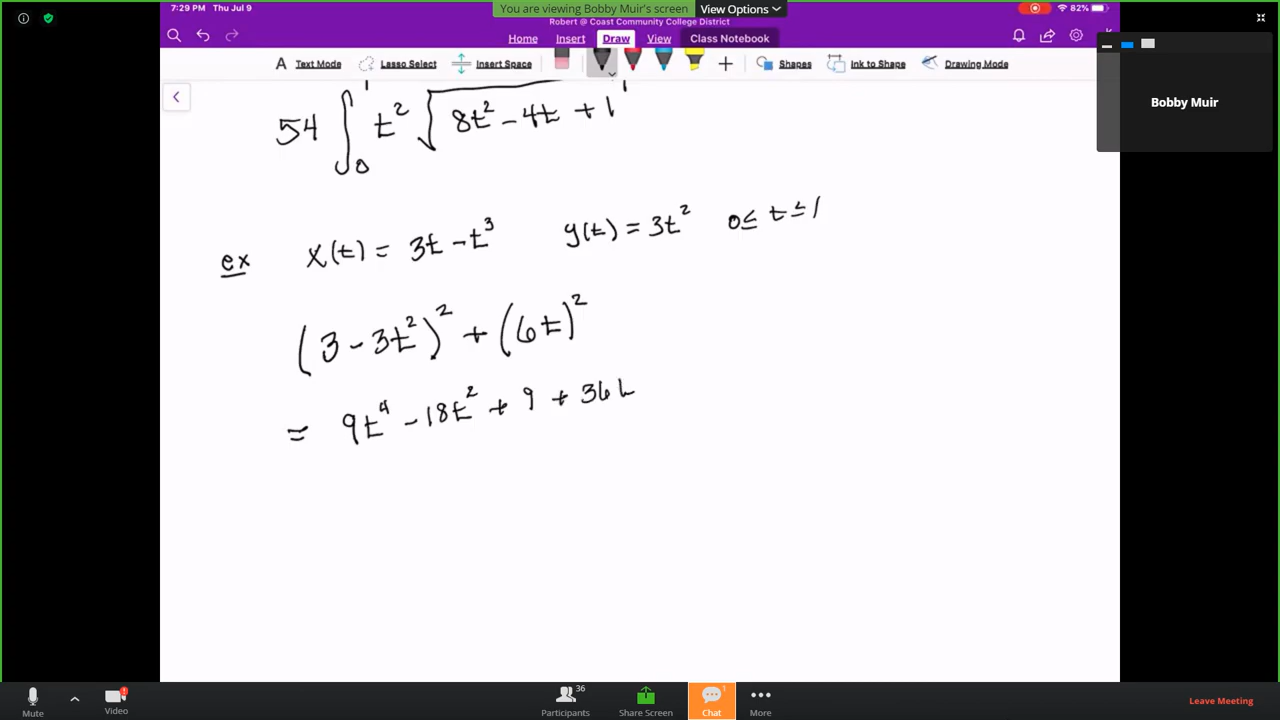 7:29 PM Thu Jul 9
You are viewing Bobby Muir's screen View Options
82%
Robert @ Coast Community College District
Home Insert Draw View Class Notebook
Text Mode Lasso Select Insert Space Shapes Ink to Shape Drawing Mode
Bobby Muir
54 ∫₀¹ t² √(8t² - 4t + 1)
ex x(t) = 3t - t³ y(t) = 3t² 0 ≤ t ≤ 1
(3 - 3t²)² + (6t)²
= 9t⁴ - 18t² + 9 + 36
Mute Video Participants 36 Share Screen Chat 1 More Leave Meeting